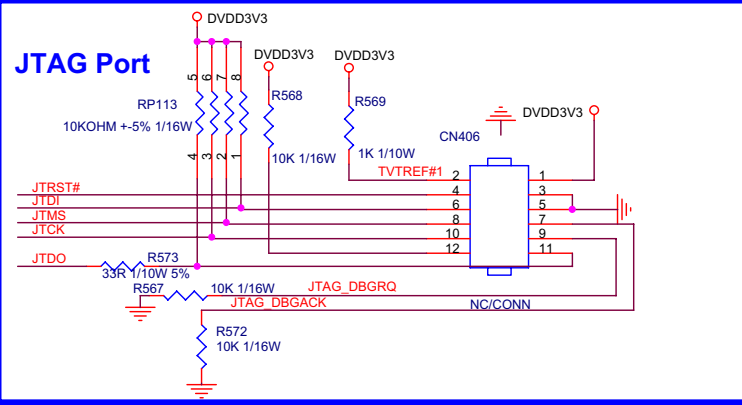 DVDD3V3
JTAG Port
DVDD3V3
DVDD3V3
5
6
7
8
RP113
R568
R569
DVDD3V3
10KOHM +-5% 1/16W
CN406
4
3
2
1
10K 1/16W
1K 1/10W
TVTREF#1
2
1
JTRST#
4
3
JTDI
6
5
JTMS
8
7
JTCK
10
9
JTDO
R573
12
11
33R 1/10W 5%
R567
10K 1/16W
JTAG_DBGRQ
JTAG_DBGACK
NC/CONN
R572
10K 1/16W